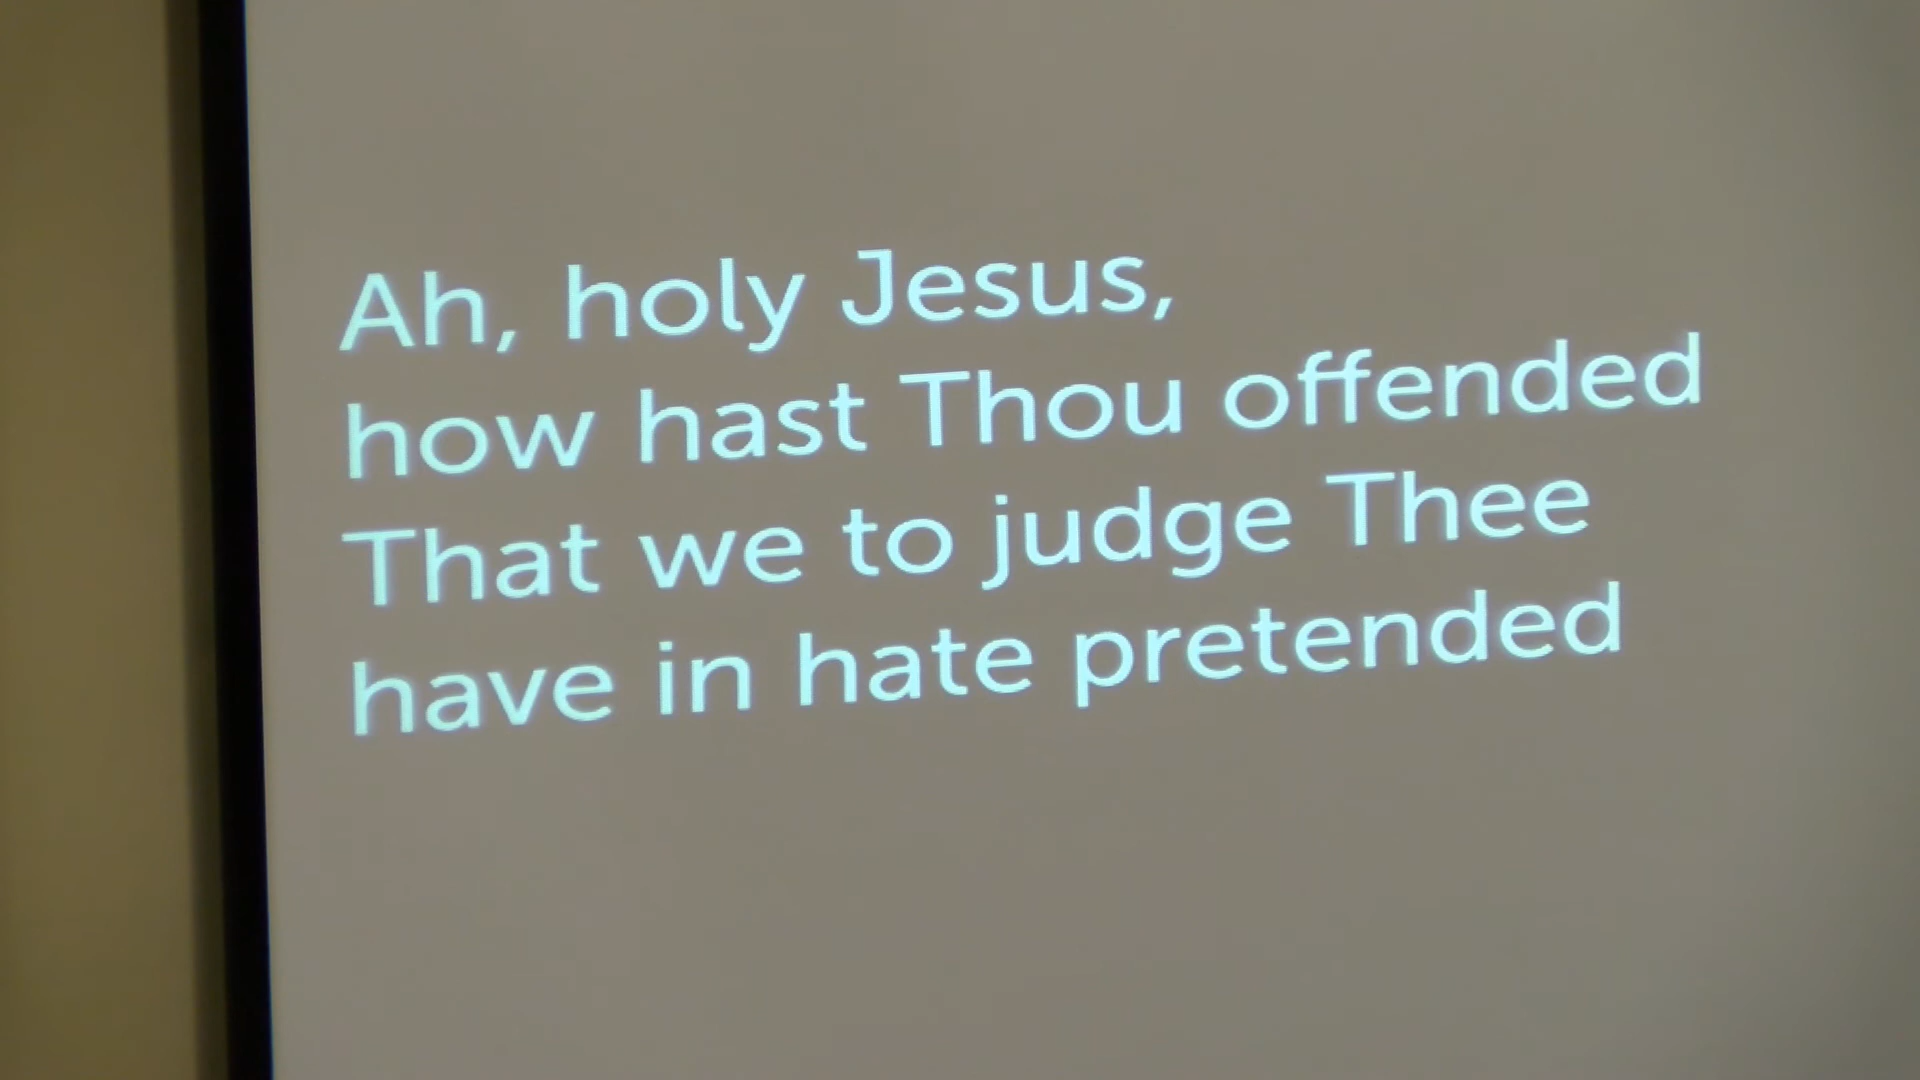 Ah, holy Jesus,
how hast Thou offended
That we to judge Thee
have in hate pretended